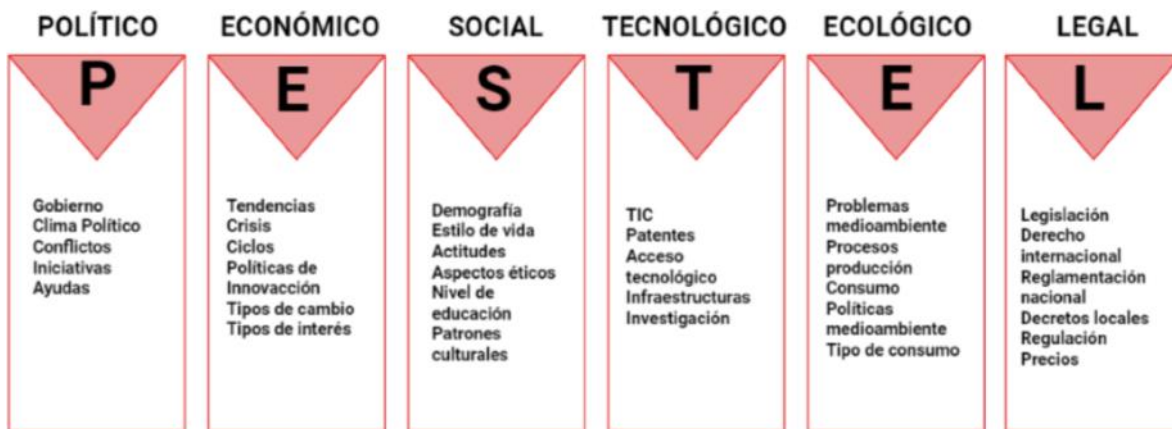 POLÍTICO
ECONÓMICO
SOCIAL
TECNOLÓGICO
ECOLÓGICO
LEGAL
P
E
S
T
E
L
Gobierno
Clima Político
Conflictos
Iniciativas
Ayudas
Tendencias
Crisis
Ciclos
Políticas de
Innovacción
Tipos de cambio
Tipos de interés
Demografía
Estilo de vida
Actitudes
Aspectos éticos
Nivel de
educación
Patrones
culturales
TIC
Patentes
Acceso
tecnológico
Infraestructuras
Investigación
Problemas
medioambiente
Procesos
producción
Consumo
Políticas
medioambiente
Tipo de consumo
Legislación
Derecho
internacional
Reglamentación
nacional
Decretos locales
Regulación
Precios